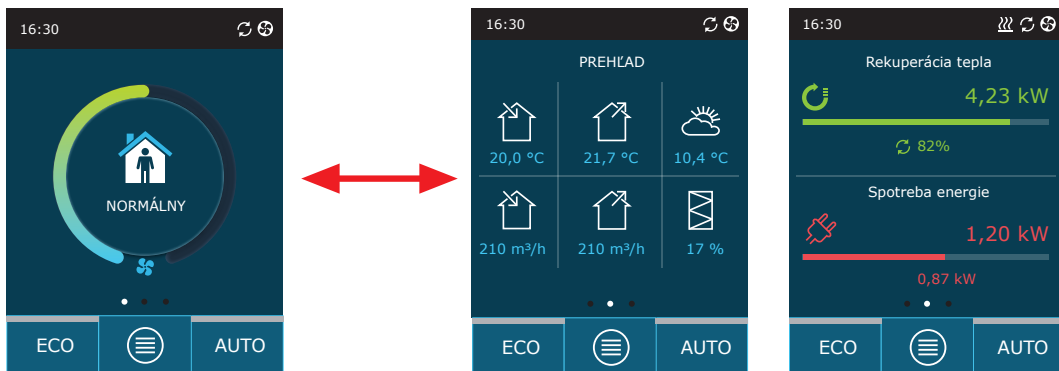 16:30
NORMÁLNY
ECO
AUTO
16:30
PREHĽAD
20,0 °C
21,7 °C
10,4 °C
210 m³/h
210 m³/h
17 %
ECO
AUTO
16:30
Rekuperácia tepla
4,23 kW
82%
Spotreba energie
1,20 kW
0,87 kW
ECO
AUTO